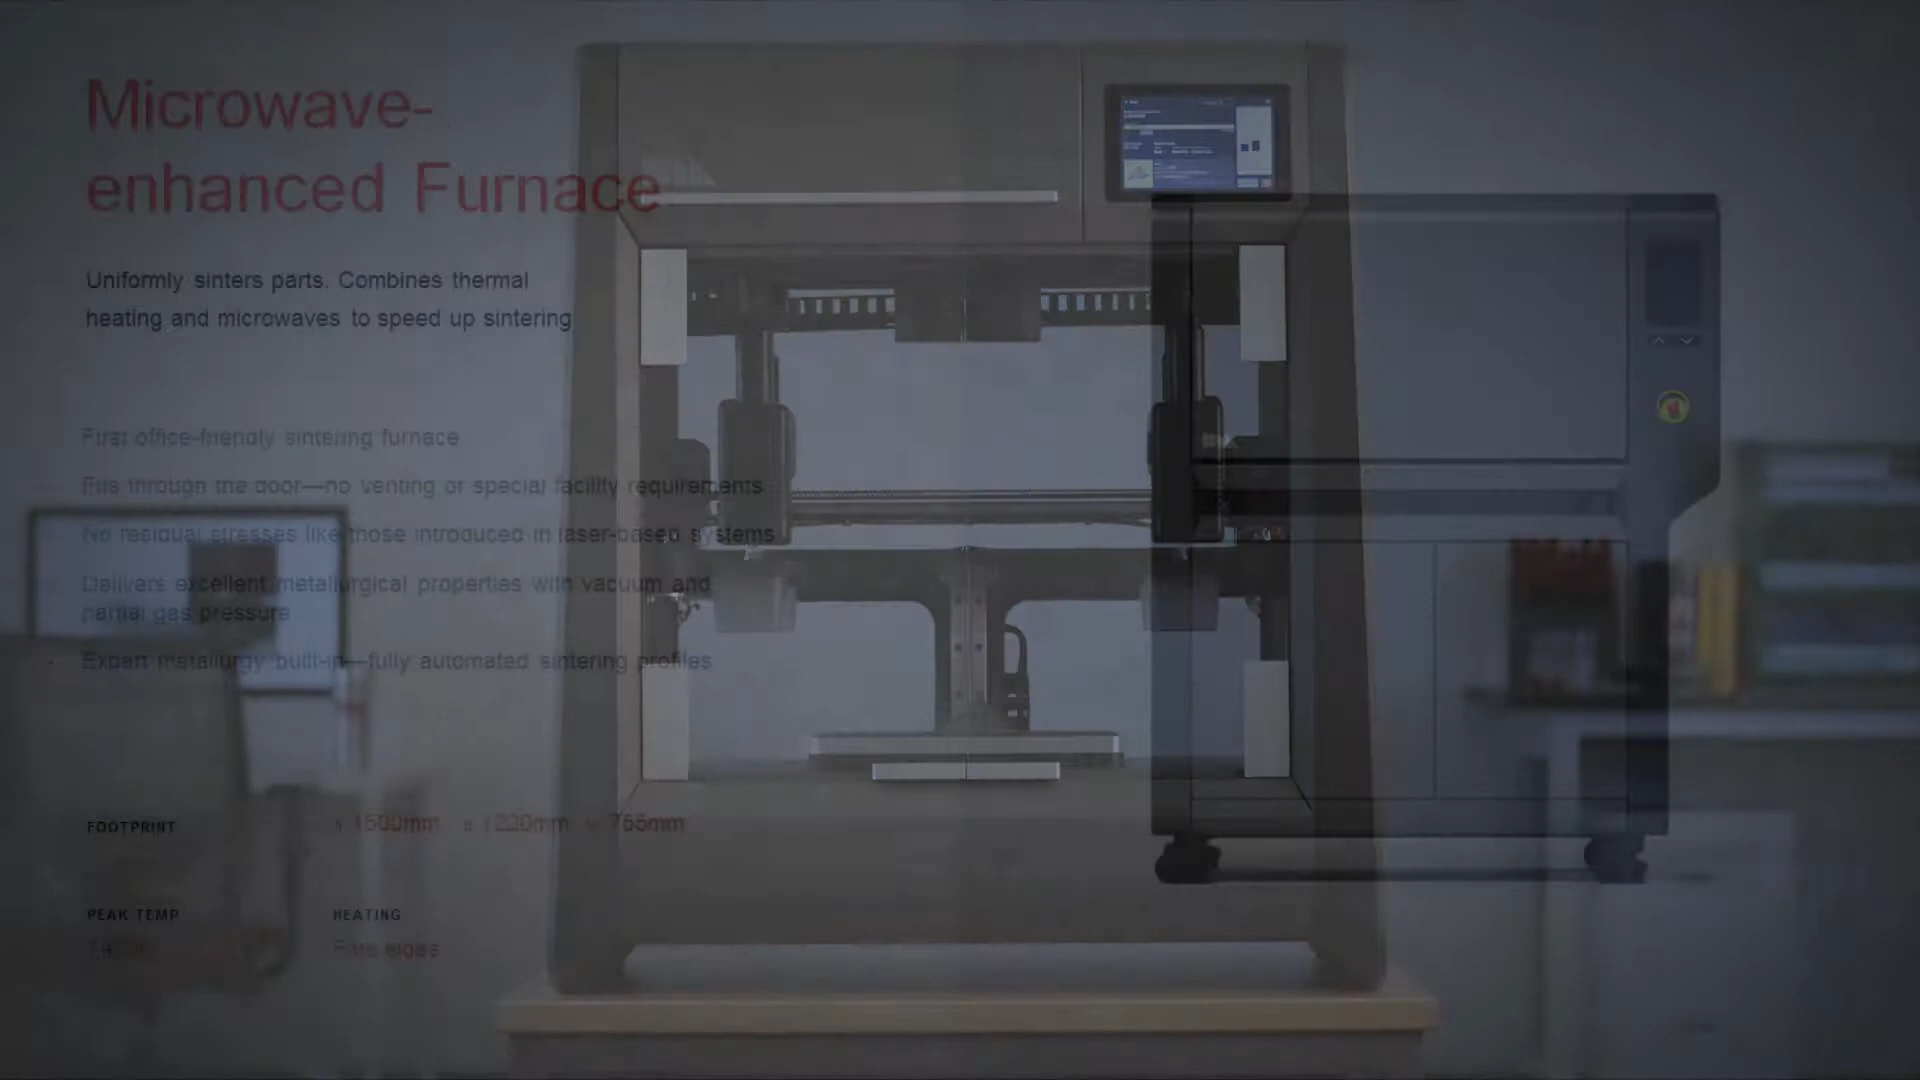 Microwave-
enhanced Furnace
Uniformly sinters parts. Combines thermal
heating and microwaves to speed up sintering
First office-friendly sintering furnace
Fits through the door—no venting or special facility requirements
No residual stresses like those introduced in laser-based systems
Delivers excellent metallurgical properties with vacuum and
partial gas pressure
Expert metallurgy built-in—fully automated sintering profiles
FOOTPRINT 1500mm 1220mm 755mm
PEAK TEMP HEATING